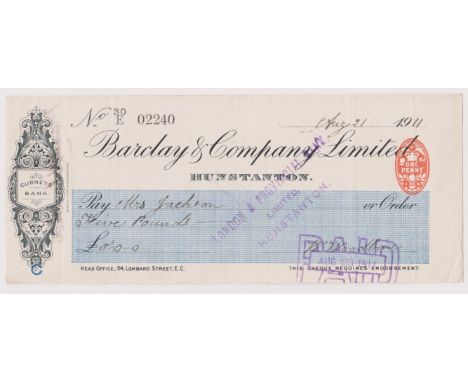 No 30/E 02240
Aug 21 1911
Barclay & Company Limited
HUNSTANTON.
GURNEYS
BANK
ONE
PENNY
Pay Mrs Jackson or Order
Five Pounds
£5-0-0
LONDON & PROVINCIAL BANK
LIMITED,
HUNSTANTON.
PAID
AUG 1911
HEAD OFFICE, 54, LOMBARD STREET, E.C.
THIS CHEQUE REQUIRES ENDORSEMENT.